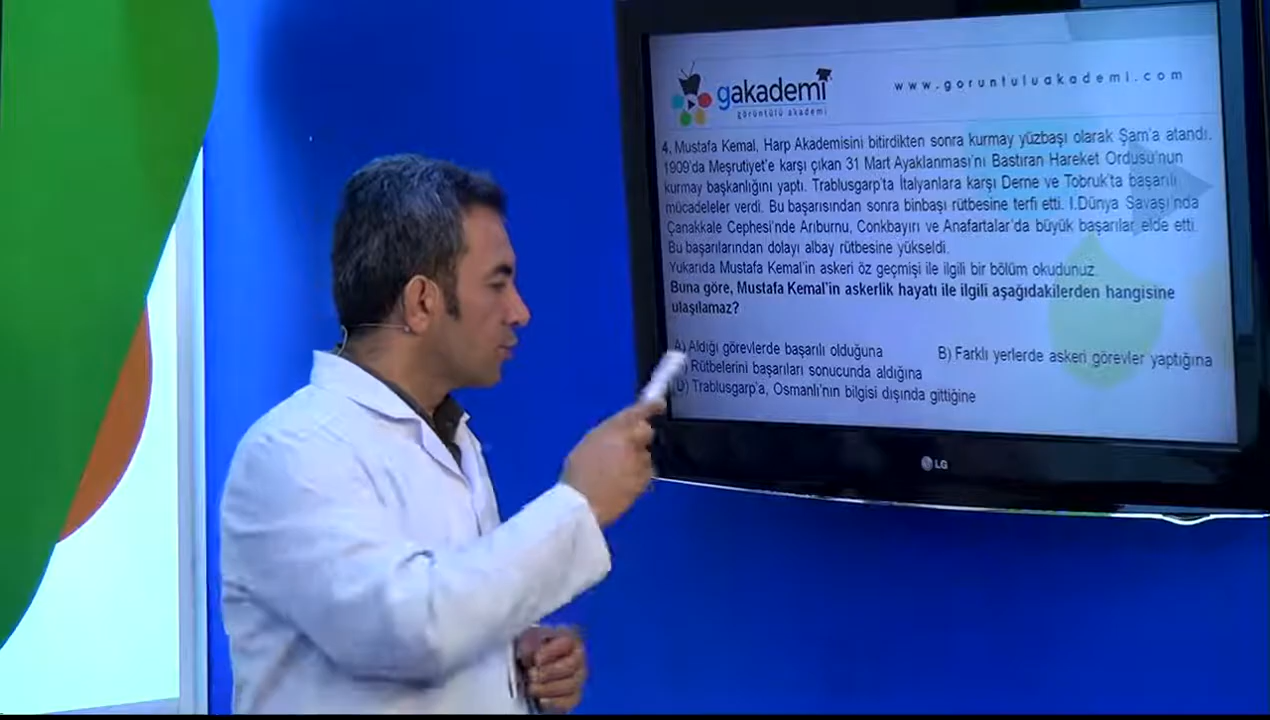 gakademi
görüntülü akademi
www.goruntuluakademi.com
4. Mustafa Kemal, Harp Akademisini bitirdikten sonra kurmay yüzbaşı olarak Şam'a atandı.
1909'da Meşrutiyet'e karşı çıkan 31 Mart Ayaklanması'nı Bastıran Hareket Ordusu'nun
kurmay başkanlığını yaptı. Trablusgarp'ta İtalyanlara karşı Derne ve Tobruk'ta başarılı
mücadeleler verdi. Bu başarısından sonra binbaşı rütbesine terfi etti. I.Dünya Savaşı'nda
Çanakkale Cephesi'nde Arıburnu, Conkbayırı ve Anafartalar'da büyük başarılar elde etti.
Bu başarılarından dolayı albay rütbesine yükseldi.
Yukarıda Mustafa Kemal'in askeri öz geçmişi ile ilgili bir bölüm okudunuz.
Buna göre, Mustafa Kemal'in askerlik hayatı ile ilgili aşağıdakilerden hangisine
ulaşılamaz?
A) Aldığı görevlerde başarılı olduğuna B) Farklı yerlerde askeri görevler yaptığına
Rütbelerini başarıları sonucunda aldığına
D) Trablusgarp'a, Osmanlı'nın bilgisi dışında gittiğine
LG